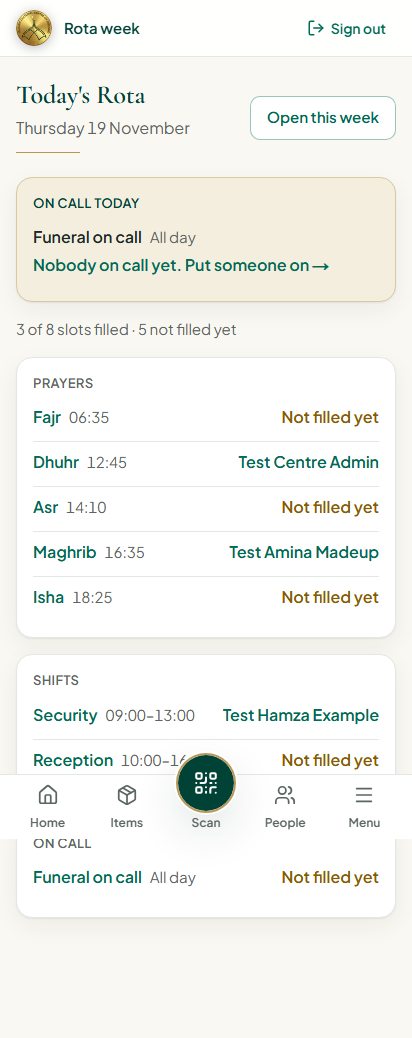 Rota week
Sign out
Today's Rota
Thursday 19 November
Open this week
ON CALL TODAY
Funeral on call All day
Nobody on call yet. Put someone on →
3 of 8 slots filled · 5 not filled yet
PRAYERS
Fajr 06:35 Not filled yet
Dhuhr 12:45 Test Centre Admin
Asr 14:10 Not filled yet
Maghrib 16:35 Test Amina Madeup
Isha 18:25 Not filled yet
SHIFTS
Security 09:00–13:00 Test Hamza Example
Reception 10:00–16 Not filled yet
Home Items Scan People Menu
ON CALL
Funeral on call All day Not filled yet